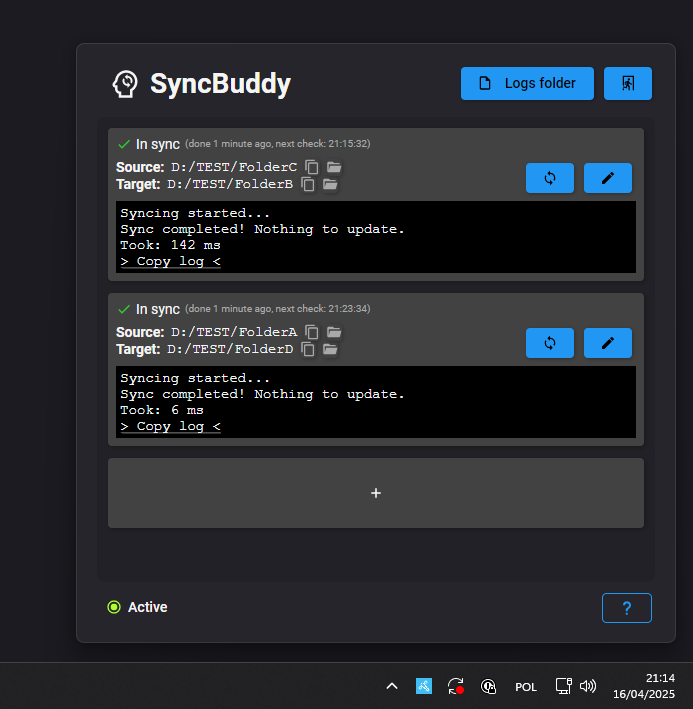 SyncBuddy
Logs folder
In sync (done 1 minute ago, next check: 21:15:32)
Source: D:/TEST/FolderC
Target: D:/TEST/FolderB
Syncing started...
Sync completed! Nothing to update.
Took: 142 ms
> Copy log <
In sync (done 1 minute ago, next check: 21:23:34)
Source: D:/TEST/FolderA
Target: D:/TEST/FolderD
Syncing started...
Sync completed! Nothing to update.
Took: 6 ms
> Copy log <
+
Active
?
POL
21:14
16/04/2025